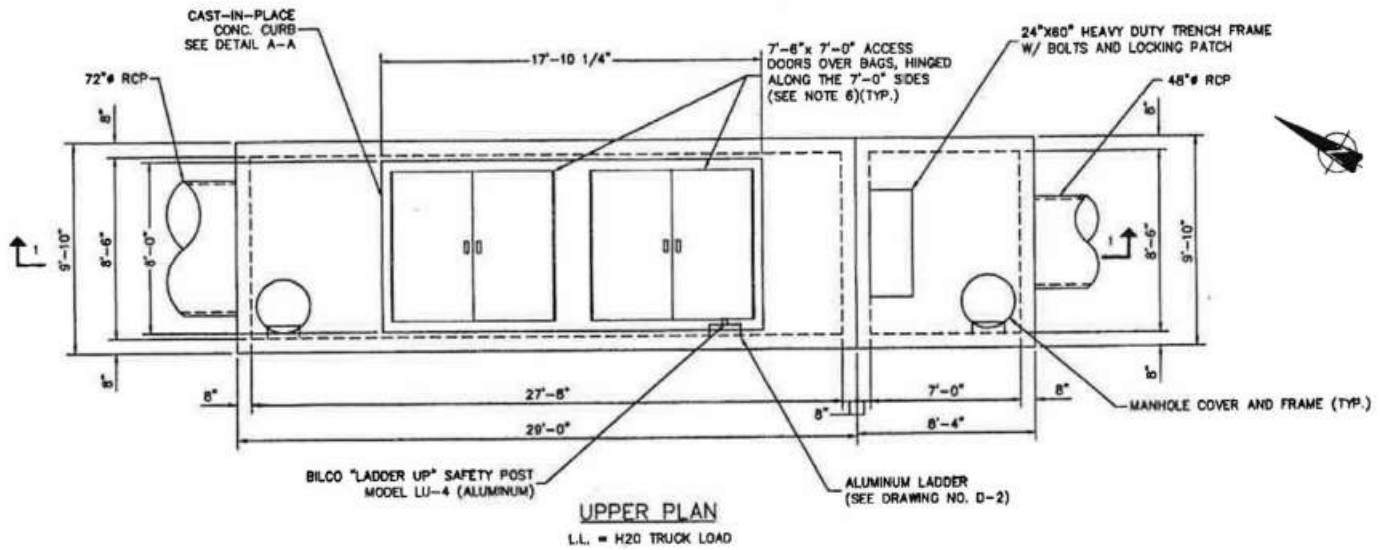 CAST-IN-PLACE
CONC. CURB
SEE DETAIL A-A
72"ø RCP
17'-10 1/4"
7'-6"x 7'-0" ACCESS
DOORS OVER BAGS, HINGED
ALONG THE 7'-0" SIDES
(SEE NOTE 6)(TYP.)
24"X60" HEAVY DUTY TRENCH FRAME
W/ BOLTS AND LOCKING PATCH
48"ø RCP
8"
8"
1
9'-10"
8'-6"
8'-0"
1
8'-6"
9'-10"
8"
8"
8"
27'-8"
8"
7'-0"
8"
MANHOLE COVER AND FRAME (TYP.)
29'-0"
8'-4"
BILCO "LADDER UP" SAFETY POST
MODEL LU-4 (ALUMINUM)
ALUMINUM LADDER
(SEE DRAWING NO. D-2)
UPPER PLAN
L.L. = H20 TRUCK LOAD